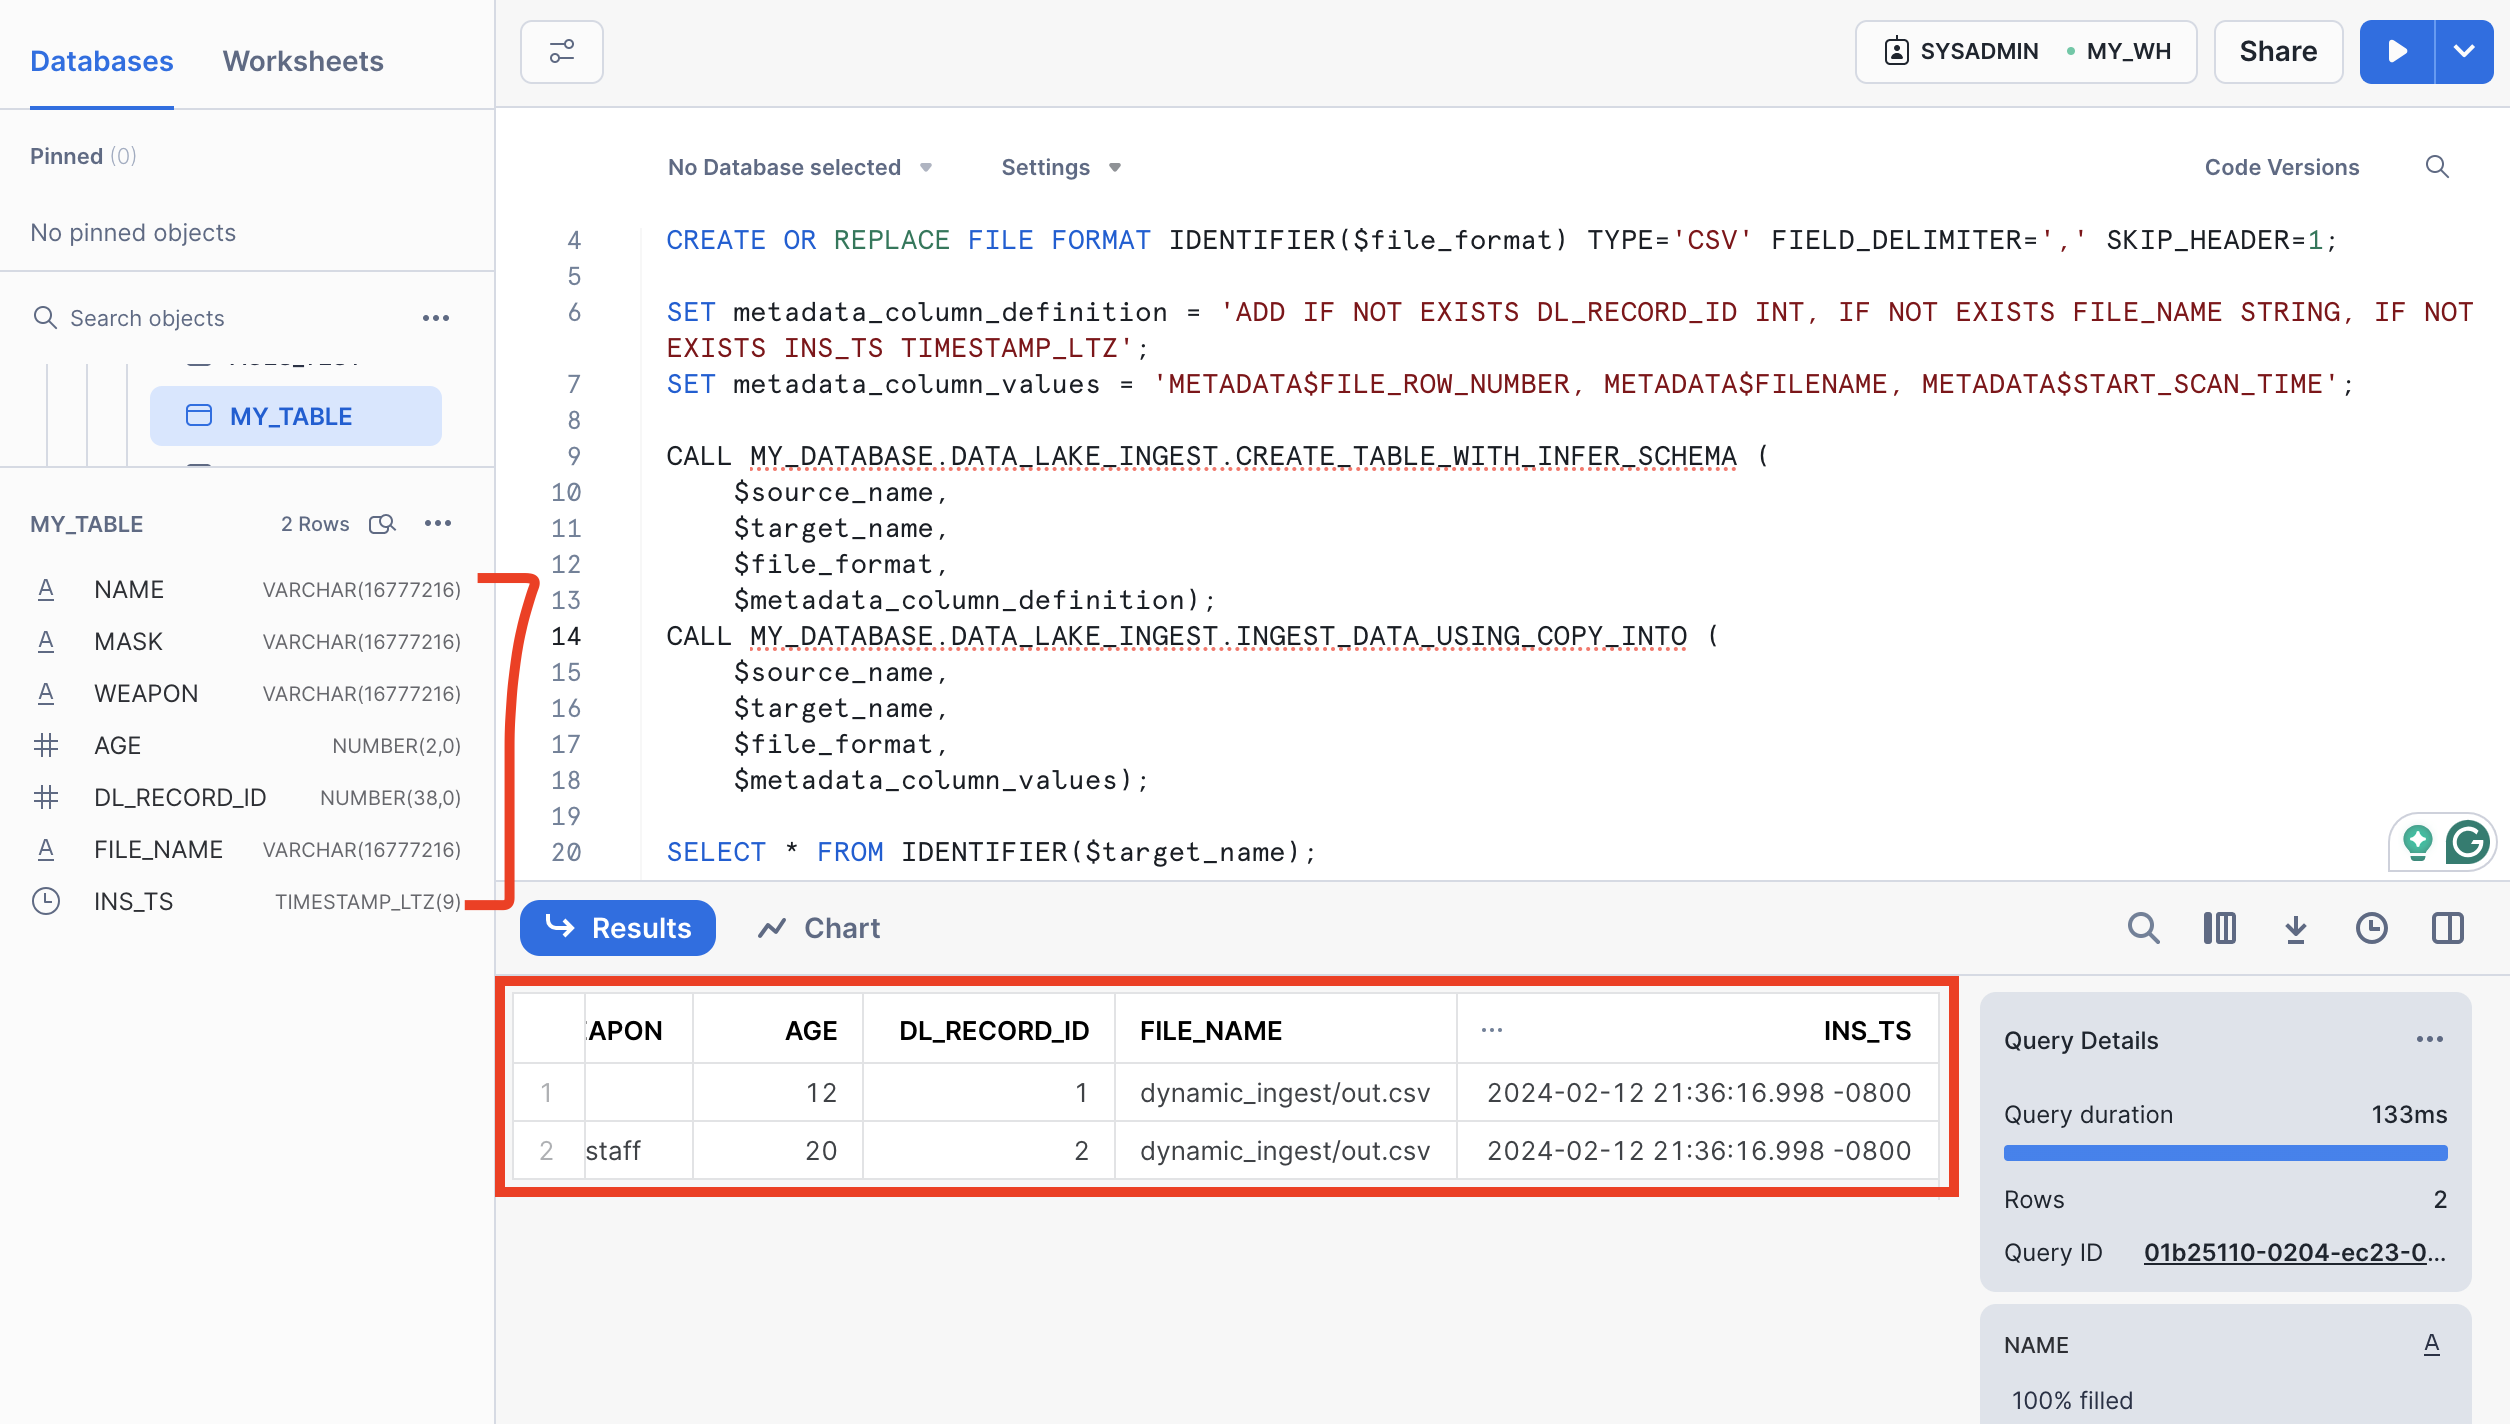 Databases Worksheets
SYSADMIN MY_WH Share
Pinned (0)
No pinned objects
Search objects
MY_TABLE
MY_TABLE 2 Rows
NAME VARCHAR(16777216)
MASK VARCHAR(16777216)
WEAPON VARCHAR(16777216)
AGE NUMBER(2,0)
DL_RECORD_ID NUMBER(38,0)
FILE_NAME VARCHAR(16777216)
INS_TS TIMESTAMP_LTZ(9)
No Database selected Settings Code Versions
4 CREATE OR REPLACE FILE FORMAT IDENTIFIER($file_format) TYPE='CSV' FIELD_DELIMITER=',' SKIP_HEADER=1;
5
6 SET metadata_column_definition = 'ADD IF NOT EXISTS DL_RECORD_ID INT, IF NOT EXISTS FILE_NAME STRING, IF NOT
EXISTS INS_TS TIMESTAMP_LTZ';
7 SET metadata_column_values = 'METADATA$FILE_ROW_NUMBER, METADATA$FILENAME, METADATA$START_SCAN_TIME';
8
9 CALL MY_DATABASE.DATA_LAKE_INGEST.CREATE_TABLE_WITH_INFER_SCHEMA (
10 $source_name,
11 $target_name,
12 $file_format,
13 $metadata_column_definition);
14 CALL MY_DATABASE.DATA_LAKE_INGEST.INGEST_DATA_USING_COPY_INTO (
15 $source_name,
16 $target_name,
17 $file_format,
18 $metadata_column_values);
19
20 SELECT * FROM IDENTIFIER($target_name);
Results Chart
EAPON AGE DL_RECORD_ID FILE_NAME ... INS_TS
1 12 1 dynamic_ingest/out.csv 2024-02-12 21:36:16.998 -0800
2 staff 20 2 dynamic_ingest/out.csv 2024-02-12 21:36:16.998 -0800
Query Details
Query duration 133ms
Rows 2
Query ID 01b25110-0204-ec23-0...
NAME A
100% filled